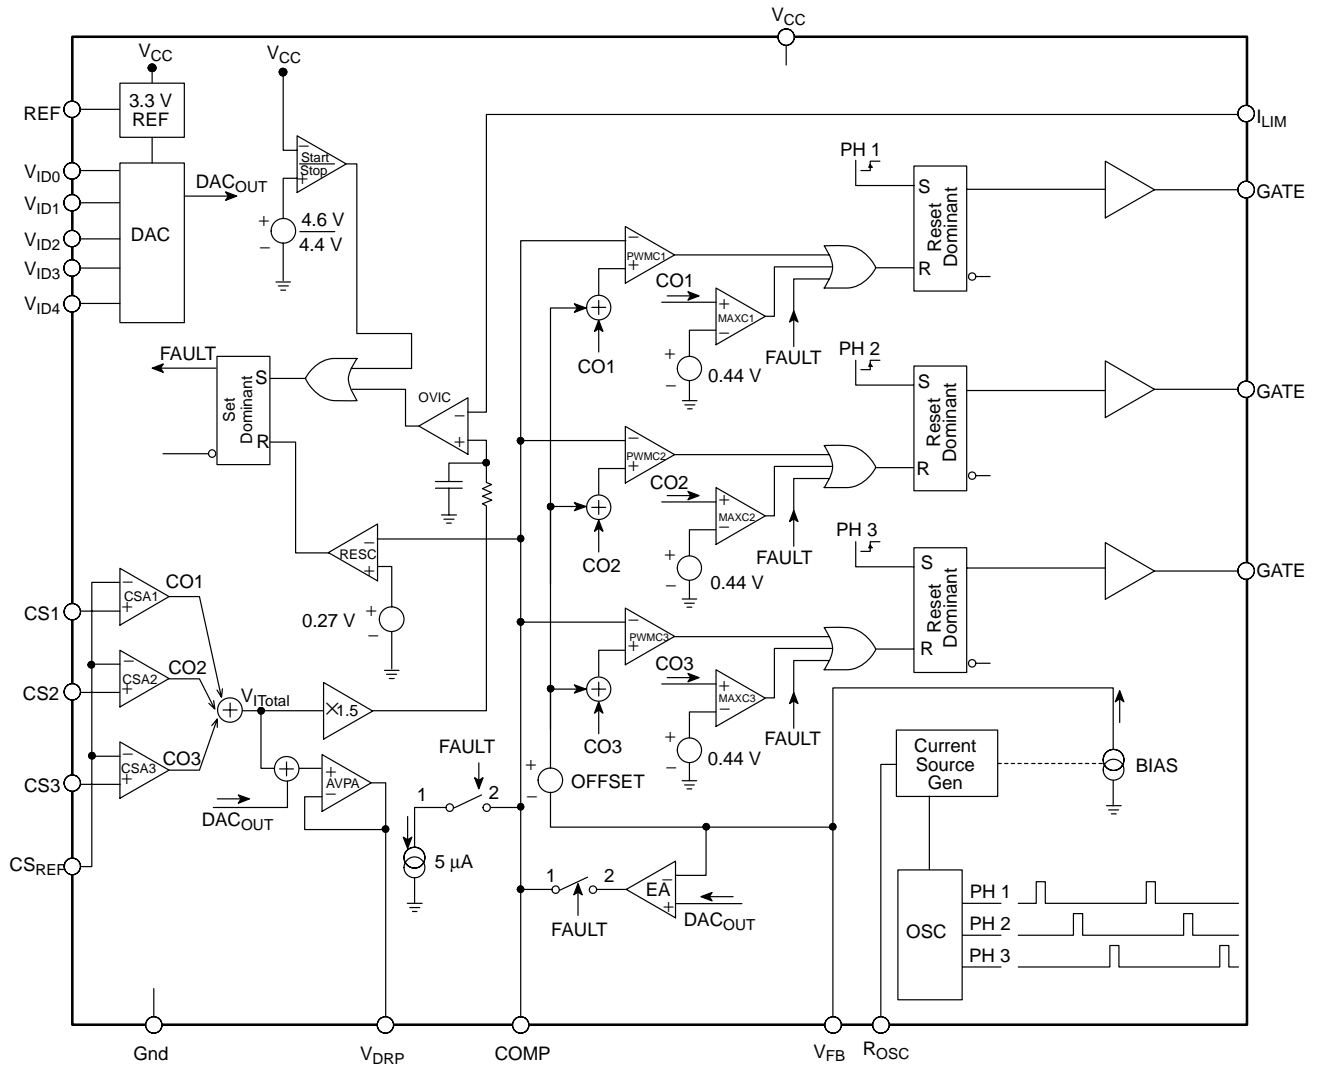 VCC
VCC
VCC
3.3 V
REF
REF
ILIM
Start
Stop
PH 1
VID0
VID1
VID2
VID3
VID4
DAC
DACOUT
+
−
4.6 V
4.4 V
S
R
Reset
Dominant
GATE
PWMC1
CO1
MAXC1
CO1
0.44 V
FAULT
FAULT
Set
Dominant
S
R
OVIC
PH 2
S
R
Reset
Dominant
GATE
PWMC2
CO2
MAXC2
CO2
0.44 V
FAULT
RESC
0.27 V
PH 3
S
R
Reset
Dominant
GATE
PWMC3
CO3
MAXC3
CO3
0.44 V
FAULT
CS1
CSA1
CO1
CS2
CSA2
CO2
CS3
CSA3
CO3
CSREF
VITotal
×1.5
AVPA
DACOUT
FAULT
1
2
5 μA
+
−
OFFSET
1
2
FAULT
EA
DACOUT
Current
Source
Gen
BIAS
OSC
PH 1
PH 2
PH 3
Gnd
VDRP
COMP
VFB
ROSC